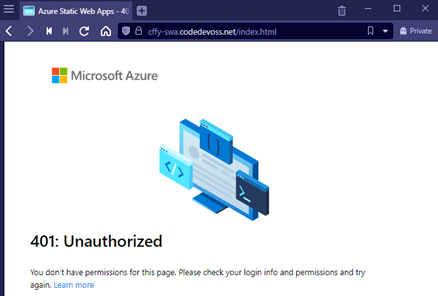 Azure Static Web Apps - 40
cffy-swa.codedevoss.net/index.html
Private
Microsoft Azure
401: Unauthorized
You don't have permissions for this page. Please check your login info and permissions and try
again. Learn more